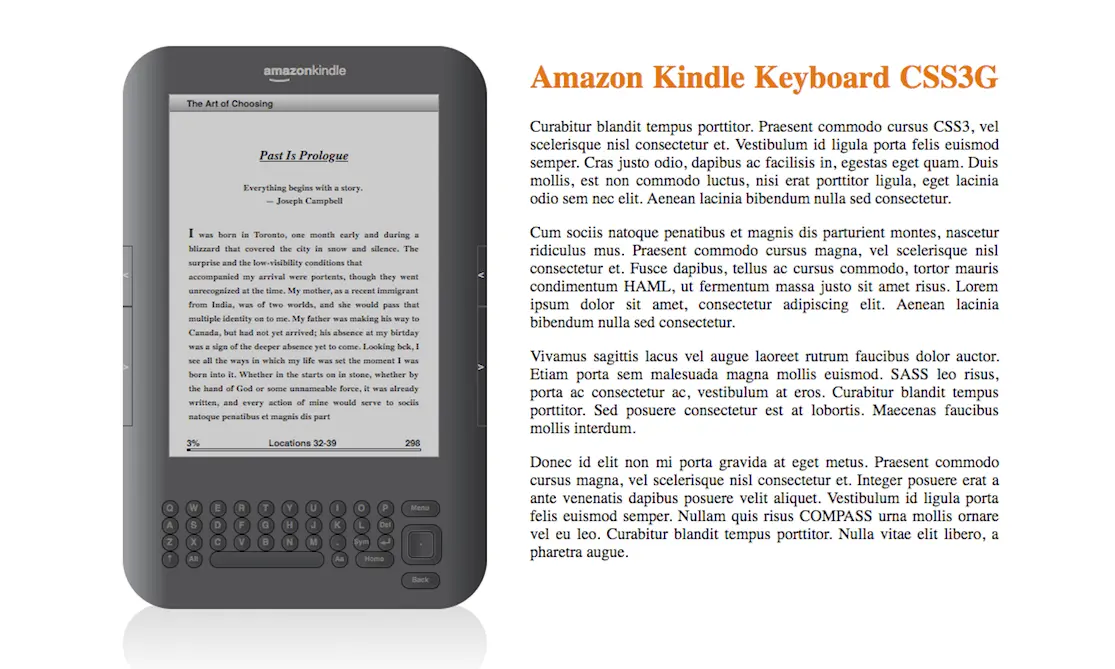 amazonkindle
The Art of Choosing
Past Is Prologue
Everything begins with a story.
— Joseph Campbell
I was born in Toronto, one month early and during a
blizzard that covered the city in snow and silence. The
surprise and the low-visibility conditions that
accompanied my arrival were portents, though they went
unrecognized at the time. My mother, as a recent immigrant
from India, was of two worlds, and she would pass that
multiple identity on to me. My father was making his way to
Canada, but had not yet arrived; his absence at my birtday
was a sign of the deeper absence yet to come. Looking bck, I
see all the ways in which my life was set the moment I was
born into it. Whether in the starts on in stone, whether by
the hand of God or some unnameable force, it was already
written, and every action of mine would serve to sociis
natoque penatibus et magnis dis part
3% Locations 32-39 298
< <
> >
Q W E R T Y U I O P Menu
A S D F G H J K L Del
Z X C V B N M . Sym ↵
↑ Alt Aa Home
Back
Amazon Kindle Keyboard CSS3G
Curabitur blandit tempus porttitor. Praesent commodo cursus CSS3, vel
scelerisque nisl consectetur et. Vestibulum id ligula porta felis euismod
semper. Cras justo odio, dapibus ac facilisis in, egestas eget quam. Duis
mollis, est non commodo luctus, nisi erat porttitor ligula, eget lacinia
odio sem nec elit. Aenean lacinia bibendum nulla sed consectetur.
Cum sociis natoque penatibus et magnis dis parturient montes, nascetur
ridiculus mus. Praesent commodo cursus magna, vel scelerisque nisl
consectetur et. Fusce dapibus, tellus ac cursus commodo, tortor mauris
condimentum HAML, ut fermentum massa justo sit amet risus. Lorem
ipsum dolor sit amet, consectetur adipiscing elit. Aenean lacinia
bibendum nulla sed consectetur.
Vivamus sagittis lacus vel augue laoreet rutrum faucibus dolor auctor.
Etiam porta sem malesuada magna mollis euismod. SASS leo risus,
porta ac consectetur ac, vestibulum at eros. Curabitur blandit tempus
porttitor. Sed posuere consectetur est at lobortis. Maecenas faucibus
mollis interdum.
Donec id elit non mi porta gravida at eget metus. Praesent commodo
cursus magna, vel scelerisque nisl consectetur et. Integer posuere erat a
ante venenatis dapibus posuere velit aliquet. Vestibulum id ligula porta
felis euismod semper. Nullam quis risus COMPASS urna mollis ornare
vel eu leo. Curabitur blandit tempus porttitor. Nulla vitae elit libero, a
pharetra augue.